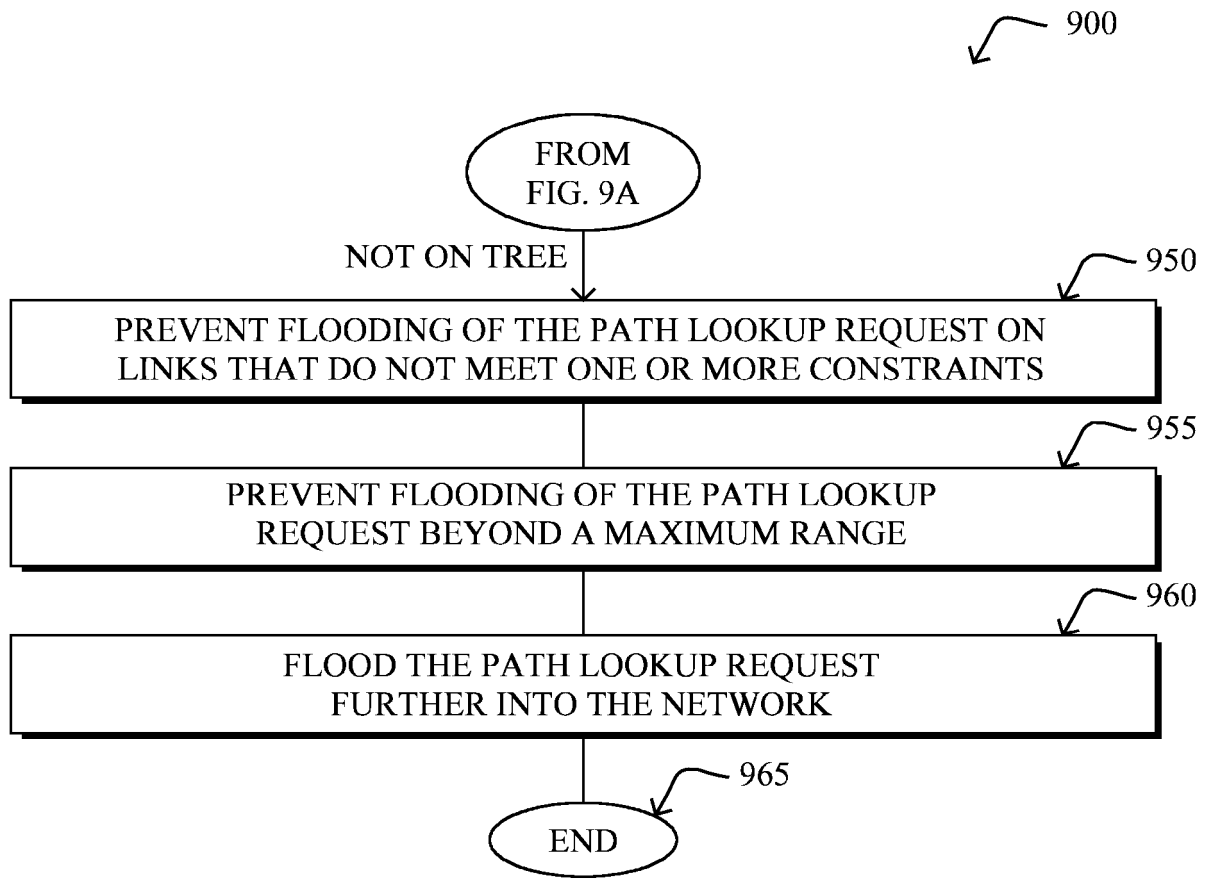 900
FROM
FIG. 9A
NOT ON TREE
950
PREVENT FLOODING OF THE PATH LOOKUP REQUEST ON
LINKS THAT DO NOT MEET ONE OR MORE CONSTRAINTS
955
PREVENT FLOODING OF THE PATH LOOKUP
REQUEST BEYOND A MAXIMUM RANGE
960
FLOOD THE PATH LOOKUP REQUEST
FURTHER INTO THE NETWORK
965
END